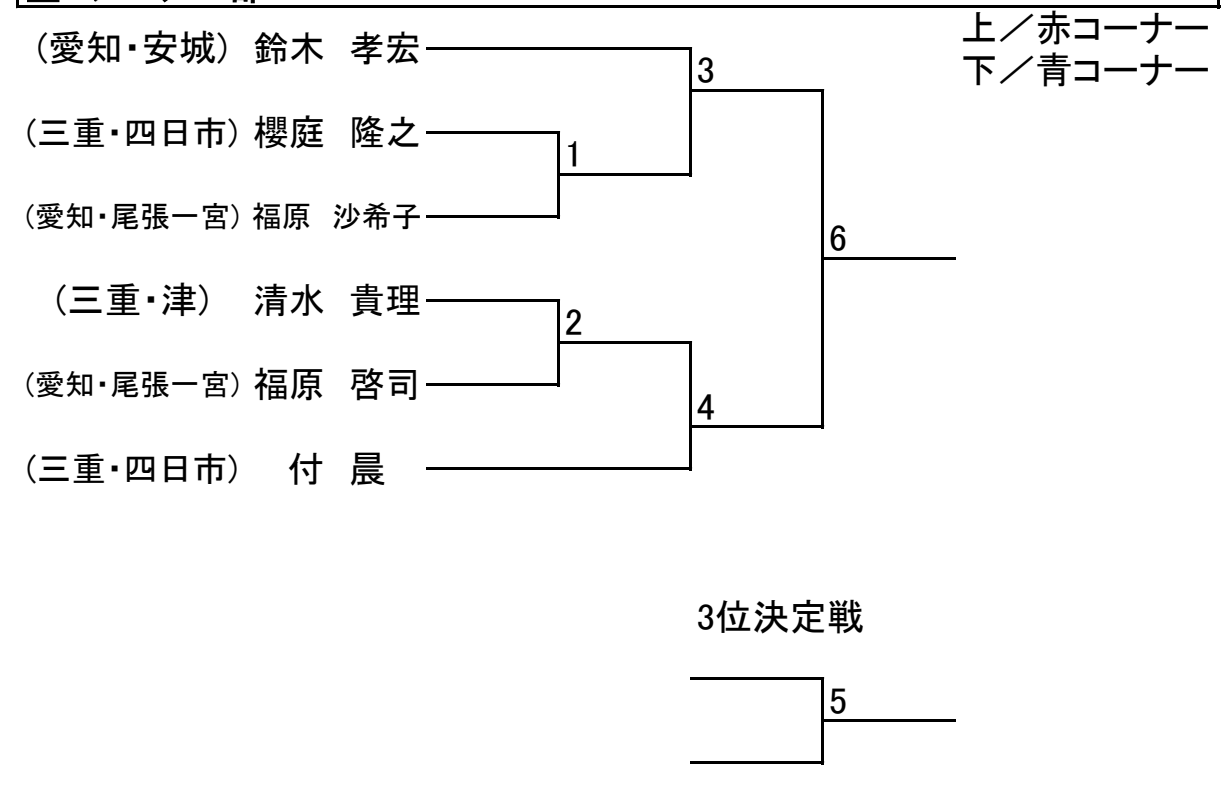 上／赤コーナー
下／青コーナー
(愛知・安城) 鈴木 孝宏
3
(三重・四日市) 櫻庭 隆之
1
(愛知・尾張一宮) 福原 沙希子
6
(三重・津) 清水 貴理
2
(愛知・尾張一宮) 福原 啓司
4
(三重・四日市) 付 晨
3位決定戦
5